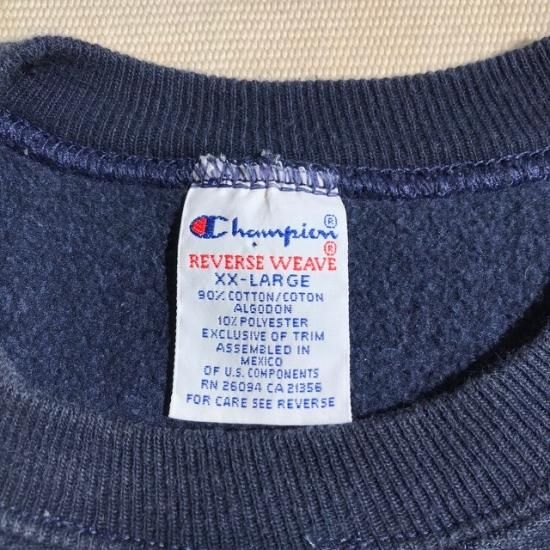 Champion®
REVERSE WEAVE®
XX-LARGE
90% COTTON/COTON
ALGODON
10% POLYESTER
EXCLUSIVE OF TRIM
ASSEMBLED IN
MEXICO
OF U.S. COMPONENTS
RN 26094 CA 21356
FOR CARE SEE REVERSE